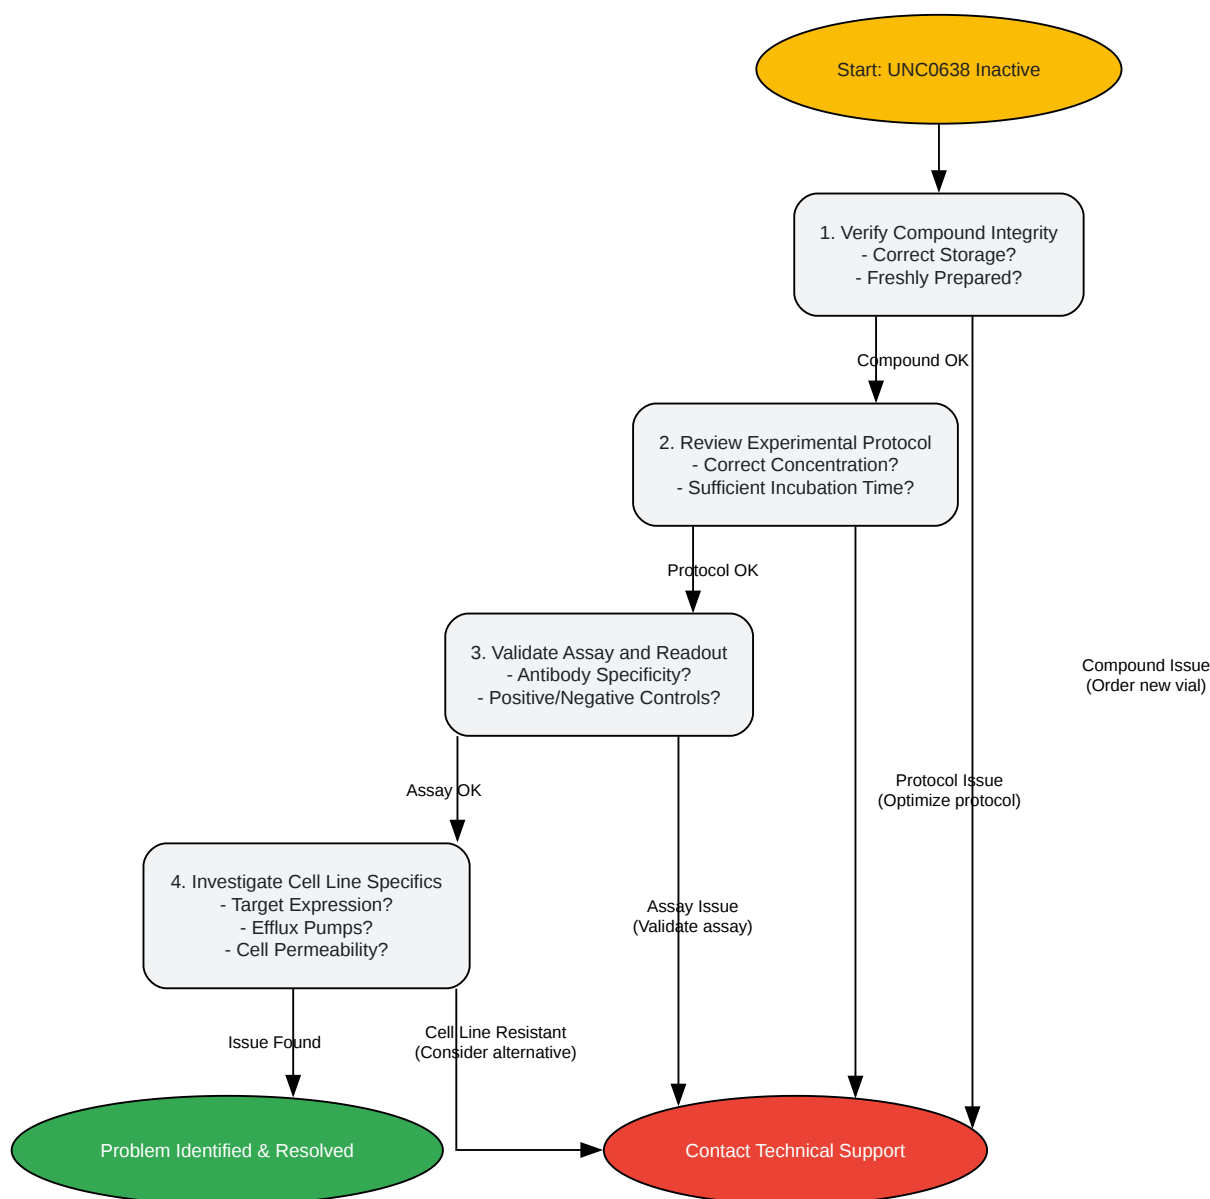 Start: UNC0638 Inactive
1. Verify Compound Integrity
- Correct Storage?
- Freshly Prepared?
Compound OK
2. Review Experimental Protocol
- Correct Concentration?
- Sufficient Incubation Time?
Protocol OK
3. Validate Assay and Readout
- Antibody Specificity?
- Positive/Negative Controls?
Compound Issue
(Order new vial)
Assay OK
Protocol Issue
(Optimize protocol)
4. Investigate Cell Line Specifics
- Target Expression?
- Efflux Pumps?
- Cell Permeability?
Assay Issue
(Validate assay)
Issue Found
Cell Line Resistant
(Consider alternative)
Problem Identified & Resolved
Contact Technical Support